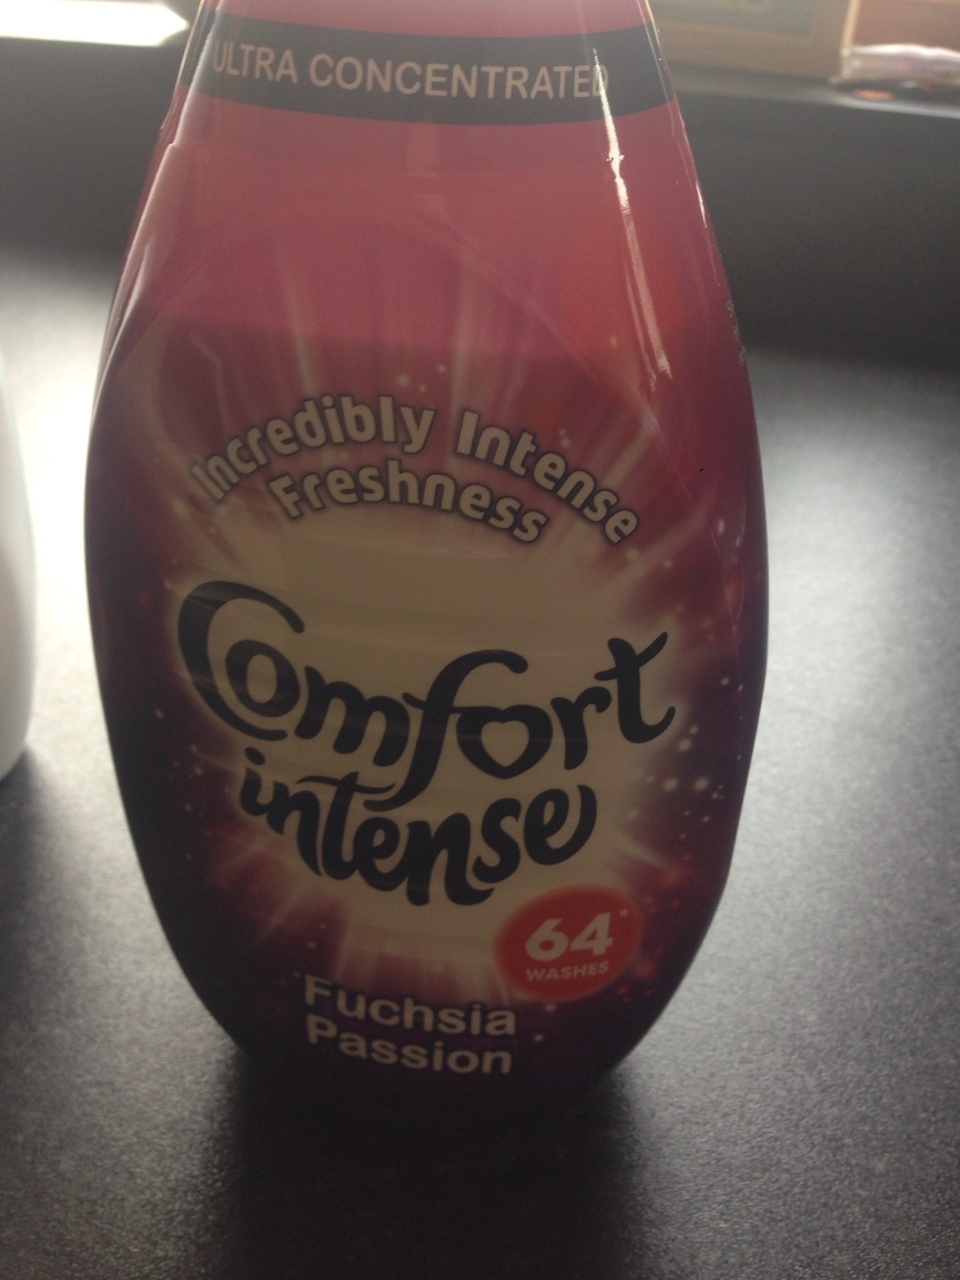 ULTRA CONCENTRATED
Incredibly Intense
Freshness
Comfort
intense
64
WASHES
Fuchsia
Passion